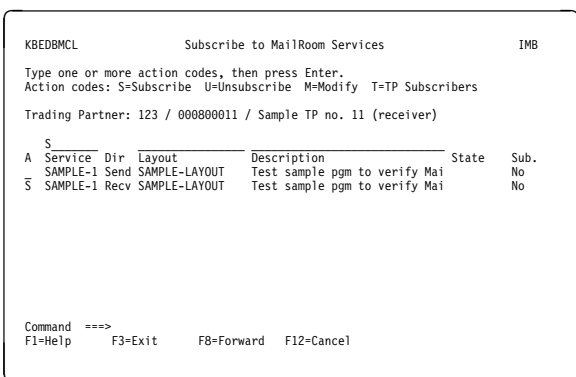 KBEDBMCL Subscribe to MailRoom Services IMB
Type one or more action codes, then press Enter.
Action codes: S=Subscribe U=Unsubscribe M=Modify T=TP Subscribers
Trading Partner: 123 / 000800011 / Sample TP no. 11 (receiver)
S_______ ________________ _____________________________
A Service Dir Layout Description State Sub.
_ SAMPLE-1 Send SAMPLE-LAYOUT Test sample pgm to verify Mai No
S SAMPLE-1 Recv SAMPLE-LAYOUT Test sample pgm to verify Mai No
Command ===>
F1=Help F3=Exit F8=Forward F12=Cancel